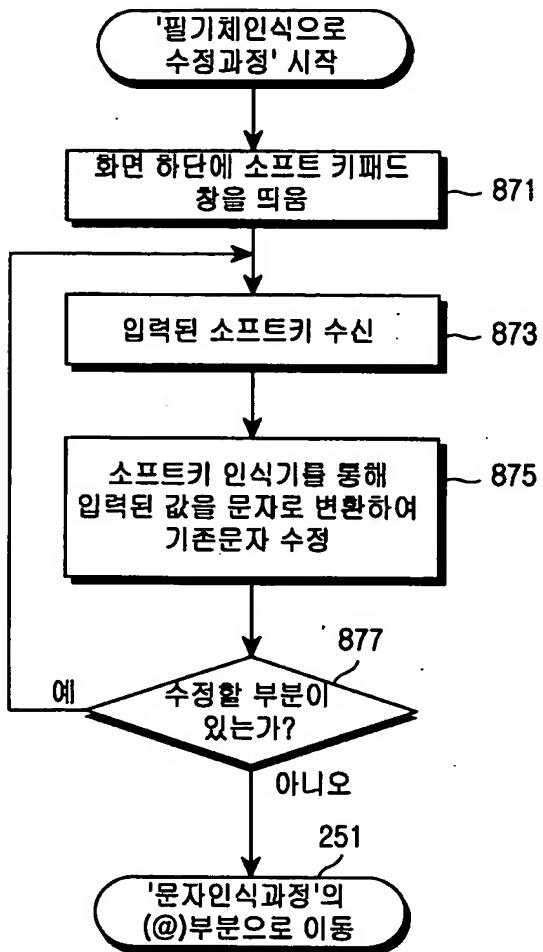 '필기체인식으로
수정과정' 시작
화면 하단에 소프트 키패드
창을 띄움
871
입력된 소프트키 수신
873
소프트키 인식기를 통해
입력된 값을 문자로 변환하여
기존문자 수정
875
877
수정할 부분이
있는가?
예
아니오
251
'문자인식과정'의
(@)부분으로 이동